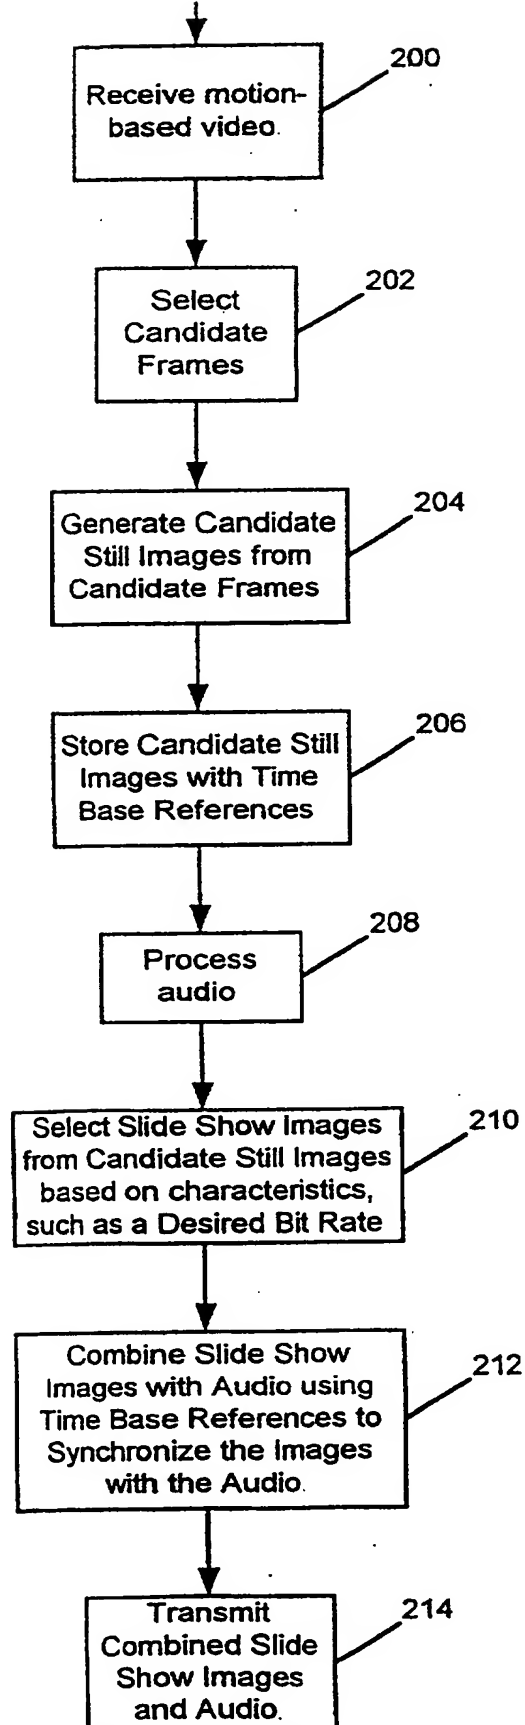 200
Receive motion-
based video.
202
Select
Candidate
Frames
204
Generate Candidate
Still Images from
Candidate Frames
206
Store Candidate Still
Images with Time
Base References
208
Process
audio
210
Select Slide Show Images
from Candidate Still Images
based on characteristics,
such as a Desired Bit Rate
212
Combine Slide Show
Images with Audio using
Time Base References to
Synchronize the Images
with the Audio.
214
Transmit
Combined Slide
Show Images
and Audio.